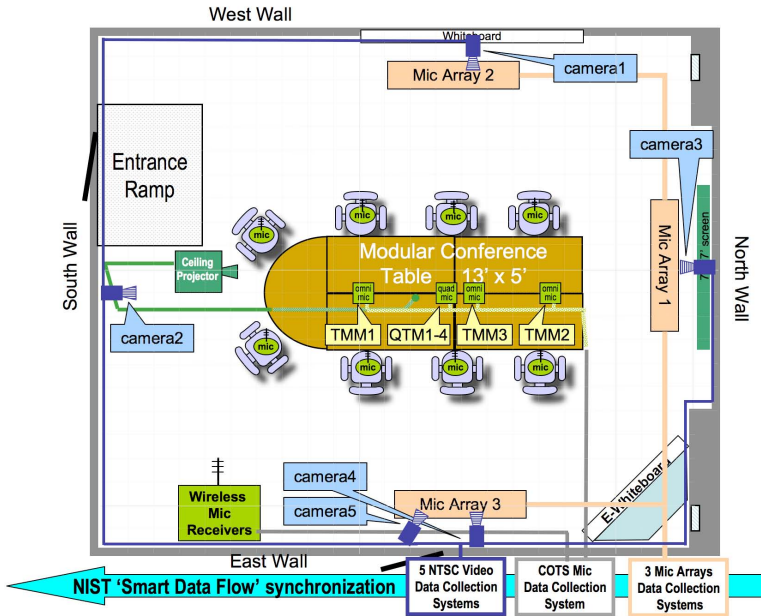 West Wall
Whiteboard
Mic Array 2
camera1
camera3
Entrance
Ramp
mic
mic
mic
mic
South Wall
Ceiling
Projector
Modular Conference
Table 13' x 5'
Mic Array 1
7' screen
North Wall
omni
mic
quad
mic
omni
mic
omni
mic
camera2
TMM1
QTM1-4
TMM3
TMM2
mic
mic
mic
mic
Wireless
Mic
Receivers
camera4
camera5
Mic Array 3
E-Whiteboard
East Wall
NIST ‘Smart Data Flow’ synchronization
5 NTSC Video
Data Collection
Systems
COTS Mic
Data Collection
System
3 Mic Arrays
Data Collection
Systems